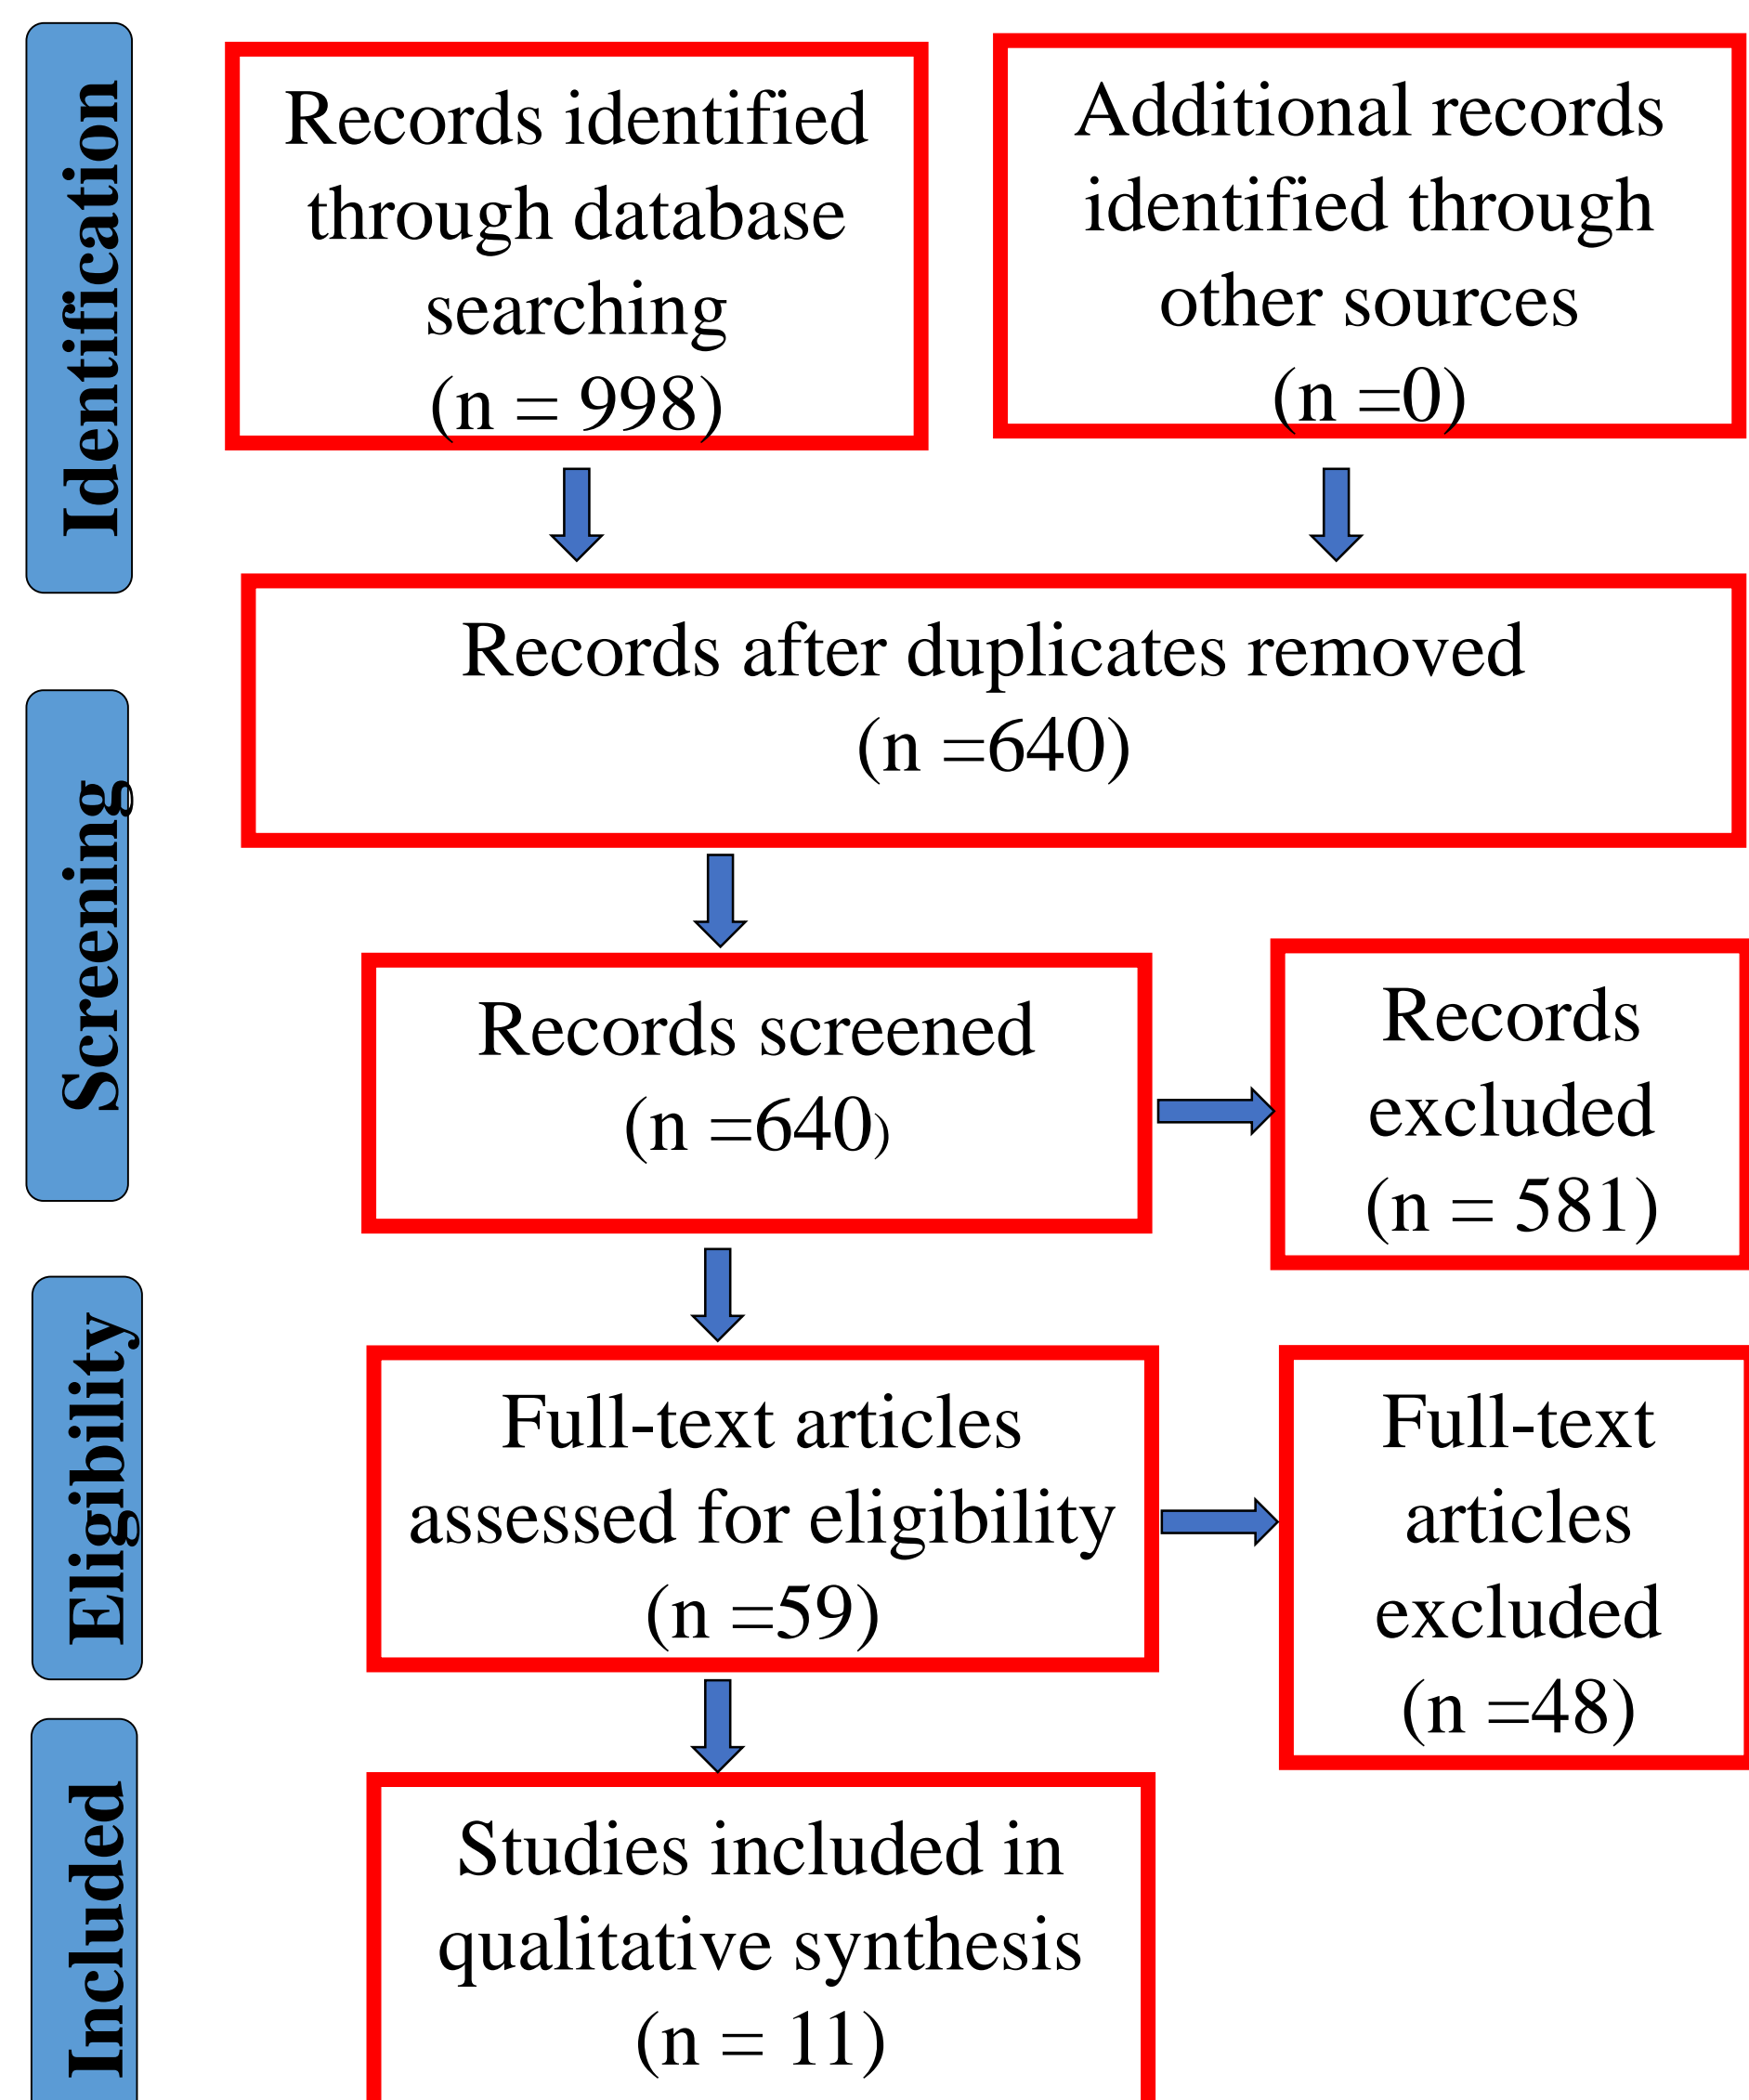 Identification
Records identified
through database
searching
(n = 998)
Additional records
identified through
other sources
(n =0)
Records after duplicates removed
(n =640)
Screening
Records screened
(n =640)
Records
excluded
(n = 581)
Eligibility
Full-text articles
assessed for eligibility
(n =59)
Full-text
articles
excluded
(n =48)
Included
Studies included in
qualitative synthesis
(n = 11)